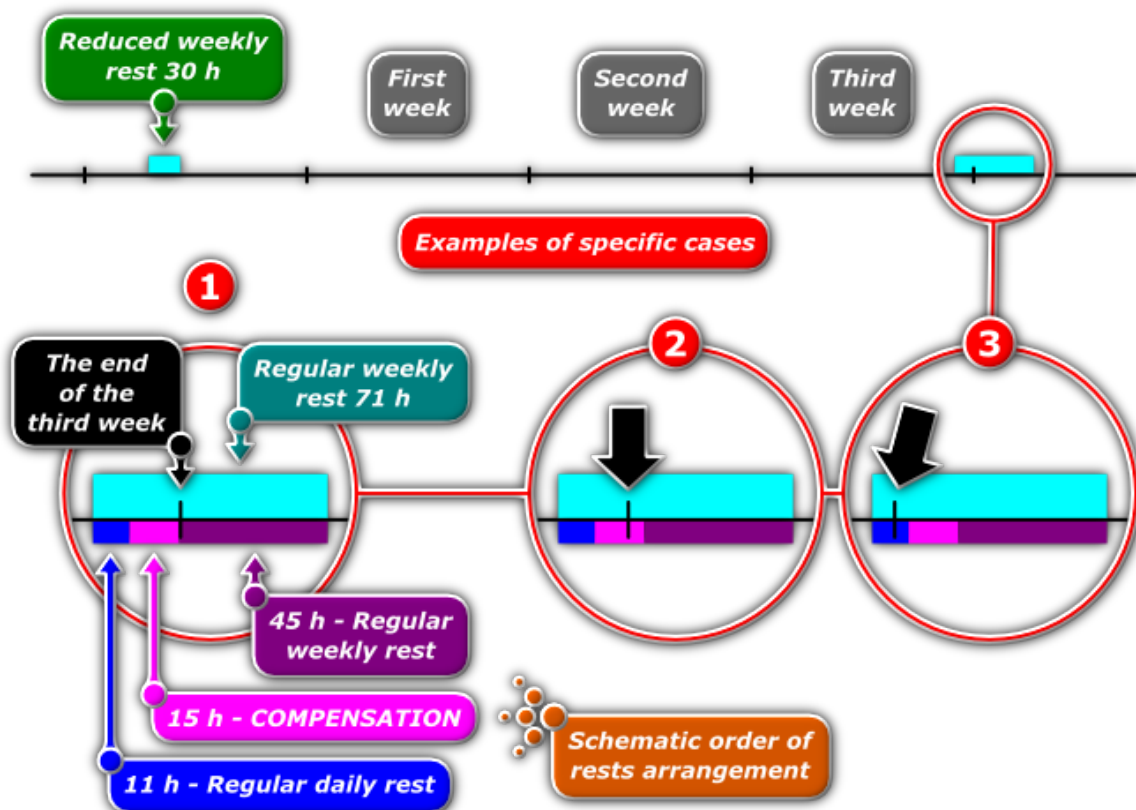 Reduced weekly
rest 30 h
First
week
Second
week
Third
week
Examples of specific cases
1
2
3
The end
of the
third week
Regular weekly
rest 71 h
45 h - Regular
weekly rest
15 h - COMPENSATION
11 h - Regular daily rest
Schematic order of
rests arrangement